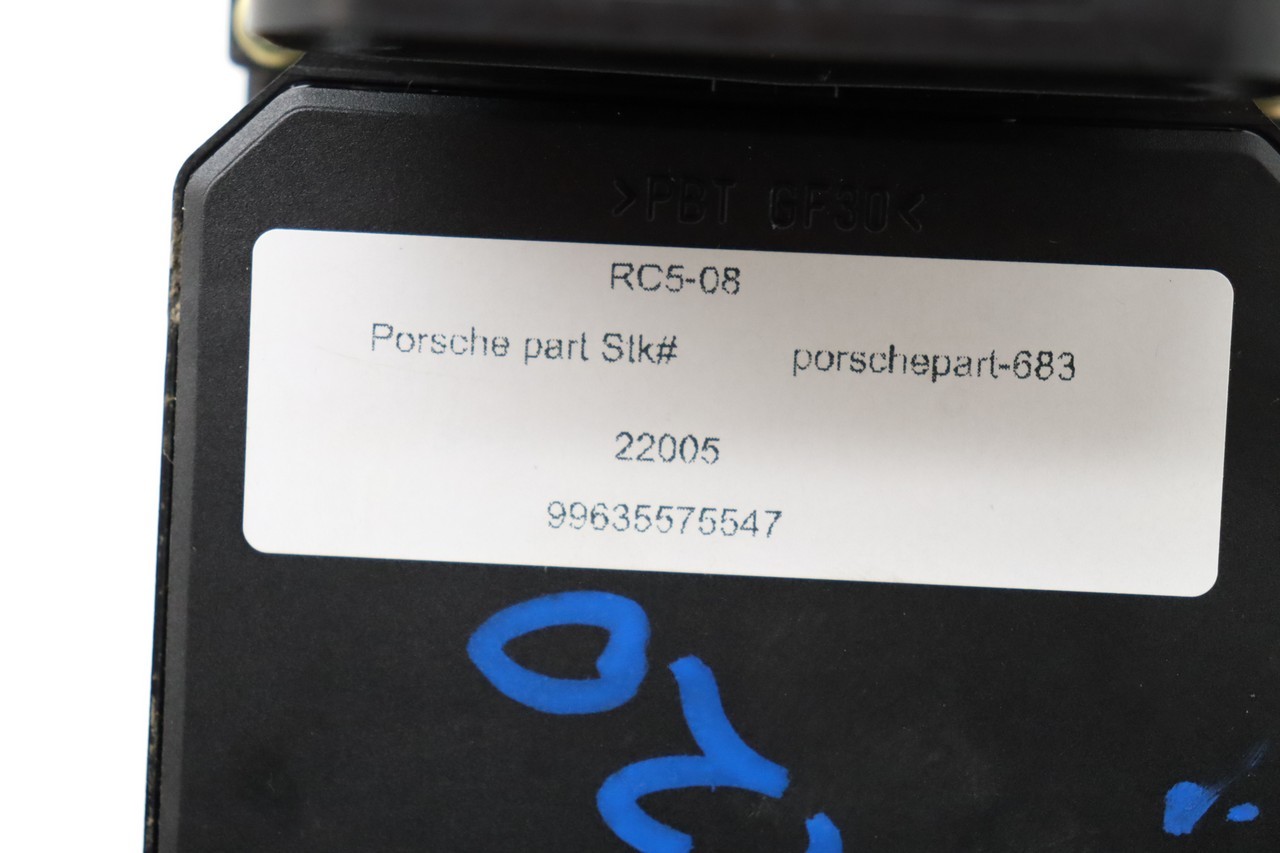 >PBT GF30<
RC5-08
Porsche part Stk# porschepart-683
22005
99635575547